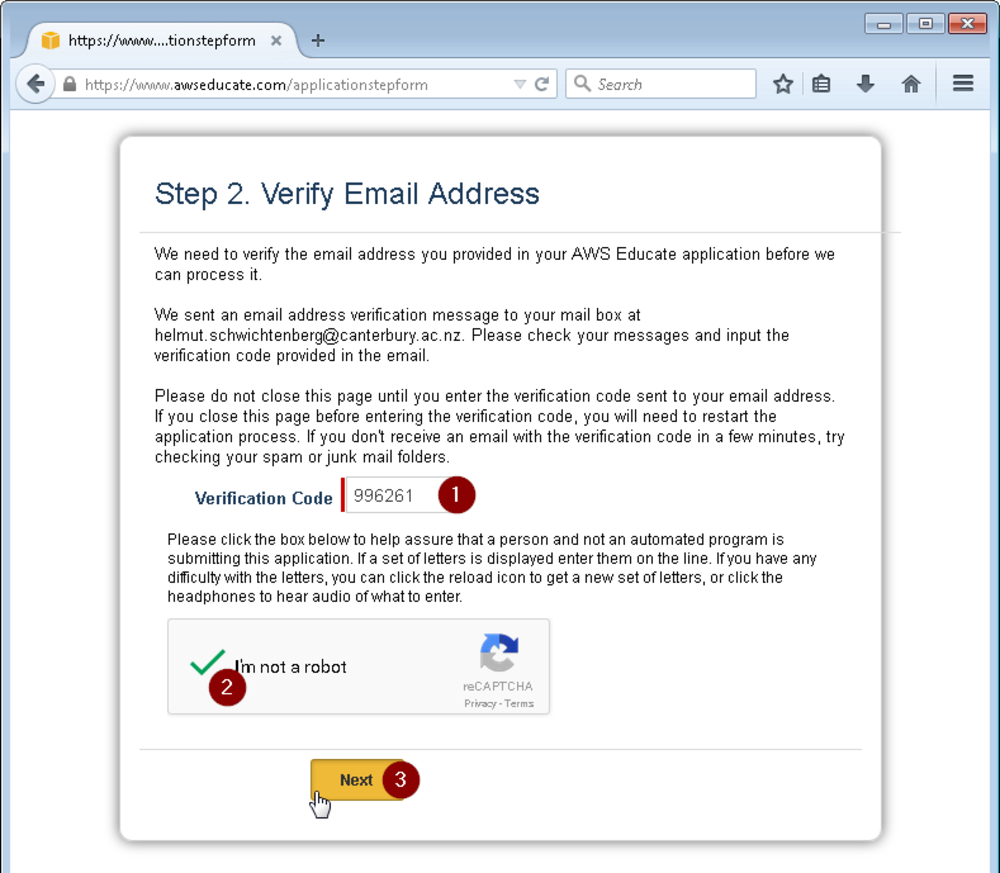 https://www....tionstepform
https://www.awseducate.com/applicationstepform
Search
Step 2. Verify Email Address
We need to verify the email address you provided in your AWS Educate application before we
can process it.
We sent an email address verification message to your mail box at
helmut.schwichtenberg@canterbury.ac.nz. Please check your messages and input the
verification code provided in the email.
Please do not close this page until you enter the verification code sent to your email address.
If you close this page before entering the verification code, you will need to restart the
application process. If you don't receive an email with the verification code in a few minutes, try
checking your spam or junk mail folders.
Verification Code 996261 1
Please click the box below to help assure that a person and not an automated program is
submitting this application. If a set of letters is displayed enter them on the line. If you have any
difficulty with the letters, you can click the reload icon to get a new set of letters, or click the
headphones to hear audio of what to enter.
I'm not a robot
2
reCAPTCHA
Privacy - Terms
Next 3